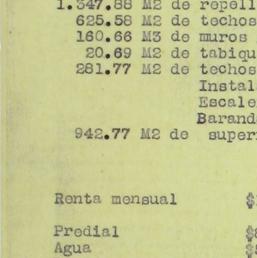 1.347.88 M2 de repell
625.58 M2 de techos
160.66 M3 de muros
20.69 M2 de tabiqu
281.77 M2 de techos
Instal
Escale
Barand
942.77 M2 de super
Renta mensual $
Predial $
Agua $